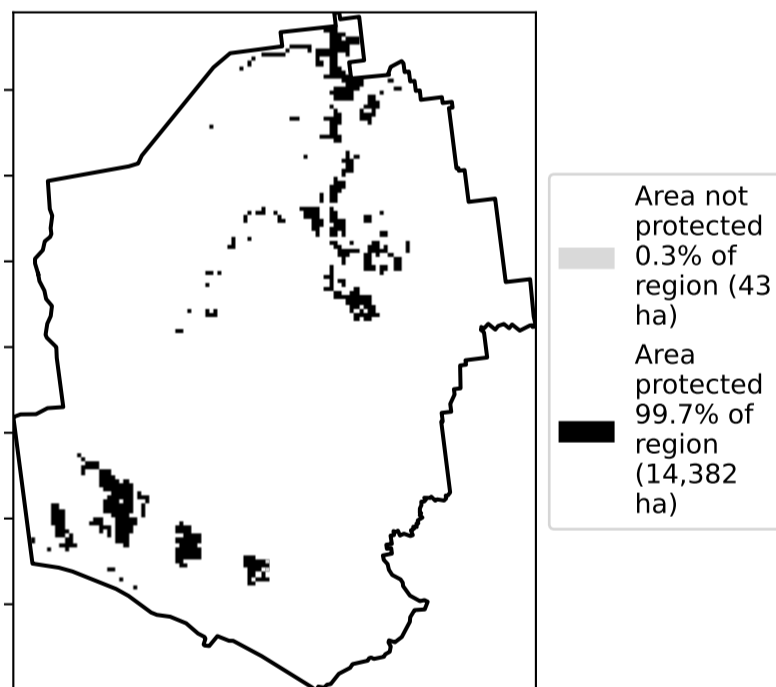 Area not
protected
0.3% of
region (43
ha)
Area
protected
99.7% of
region
(14,382
ha)